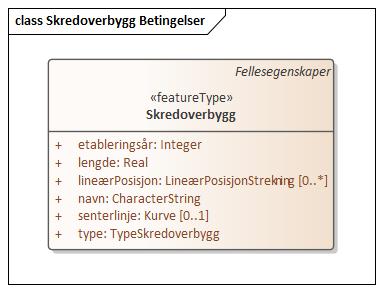 class Skredoverbygg Betingelser
Fellesegenskaper
«featureType»
Skredoverbygg
+ etableringsår: Integer
+ lengde: Real
+ lineærPosisjon: LineærPosisjonStrekning [0..*]
+ navn: CharacterString
+ senterlinje: Kurve [0..1]
+ type: TypeSkredoverbygg